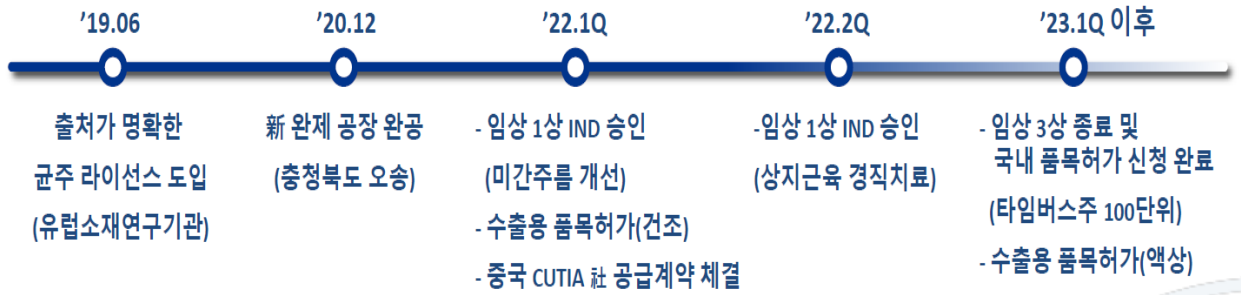 ’19.06
출처가 명확한
균주 라이선스 도입
(유럽소재연구기관)
’20.12
新 완제 공장 완공
(충청북도 오송)
’22.1Q
- 임상 1상 IND 승인
(미간주름 개선)
- 수출용 품목허가(건조)
- 중국 CUTIA 社 공급계약 체결
’22.2Q
-임상 1상 IND 승인
(상지근육 경직치료)
’23.1Q 이후
- 임상 3상 종료 및
국내 품목허가 신청 완료
(타임버스주 100단위)
- 수출용 품목허가(액상)